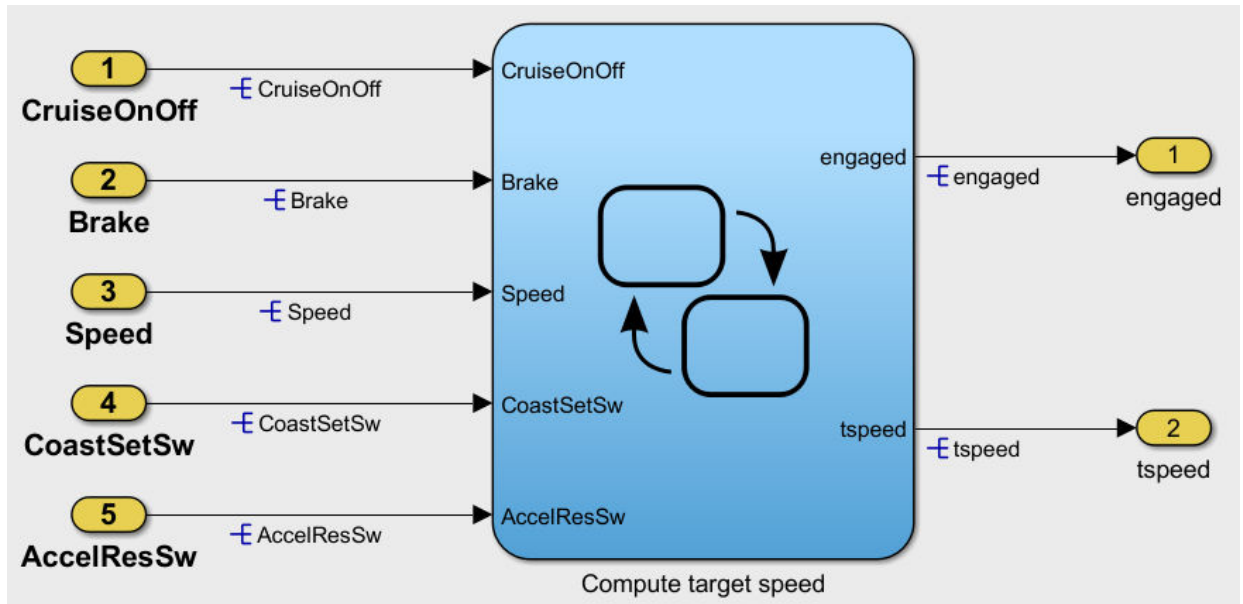 1
CruiseOnOff
CruiseOnOff
CruiseOnOff
2
Brake
Brake
Brake
3
Speed
Speed
Speed
4
CoastSetSw
CoastSetSw
CoastSetSw
5
AccelResSw
AccelResSw
AccelResSw
engaged
engaged
1
engaged
tspeed
tspeed
2
tspeed
Compute target speed